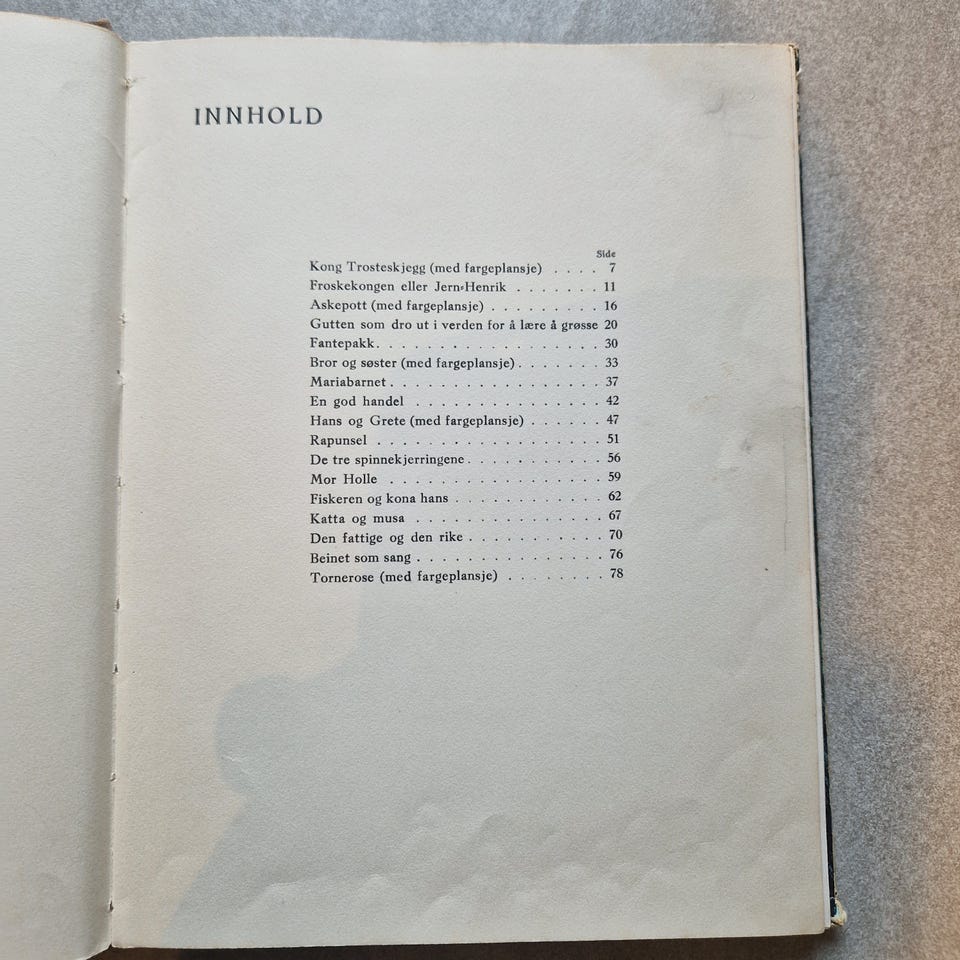 INNHOLD
Side
Kong Trosteskjegg (med fargeplansje) . . . . 7
Froskekongen eller Jern-Henrik . . . . . . . 11
Askepott (med fargeplansje) . . . . . . . . . 16
Gutten som dro ut i verden for å lære å grøsse 20
Fantepakk. . . . . . . . . . . . . . . . . . 30
Bror og søster (med fargeplansje) . . . . . . . 33
Mariabarnet . . . . . . . . . . . . . . . . . 37
En god handel . . . . . . . . . . . . . . . 42
Hans og Grete (med fargeplansje) . . . . . . 47
Rapunsel . . . . . . . . . . . . . . . . . . 51
De tre spinnekjerringene . . . . . . . . . . . 56
Mor Holle . . . . . . . . . . . . . . . . . 59
Fiskeren og kona hans . . . . . . . . . . . . 62
Katta og musa . . . . . . . . . . . . . . . 67
Den fattige og den rike . . . . . . . . . . . 70
Beinet som sang . . . . . . . . . . . . . . . 76
Tornerose (med fargeplansje) . . . . . . . . 78